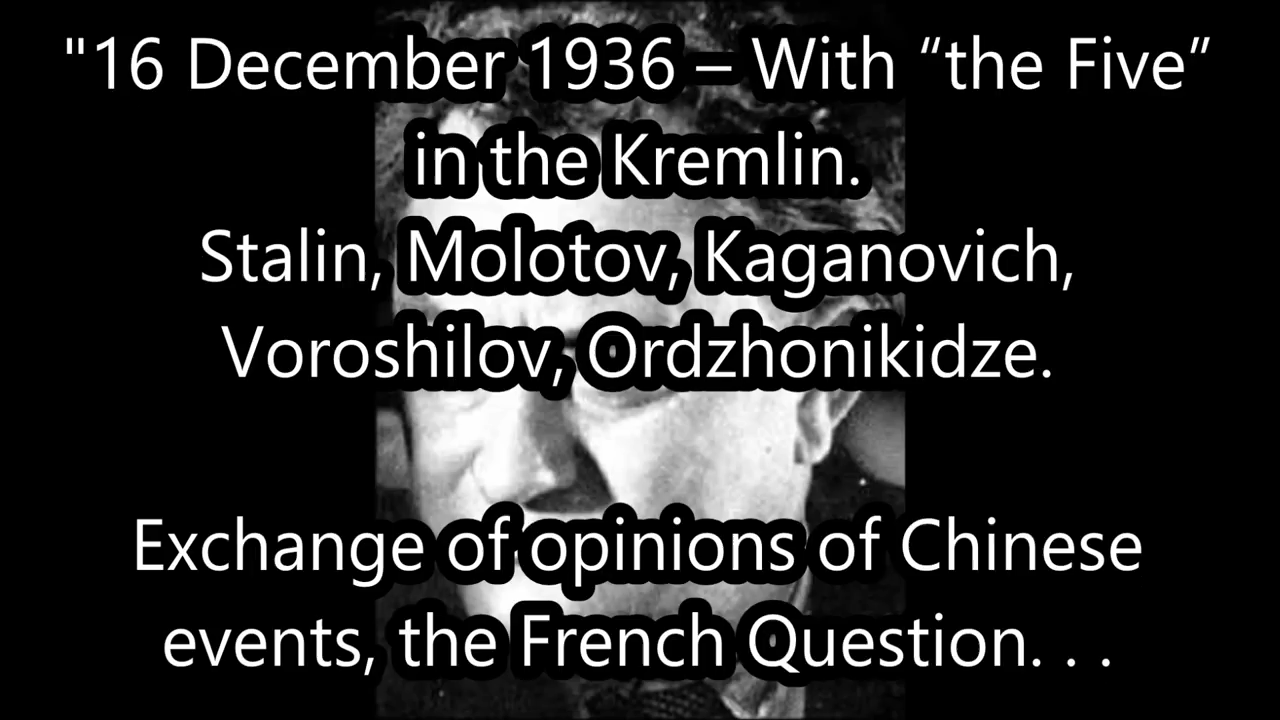 "16 December 1936 – With “the Five”
in the Kremlin.
Stalin, Molotov, Kaganovich,
Voroshilov, Ordzhonikidze.
Exchange of opinions of Chinese
events, the French Question. . .